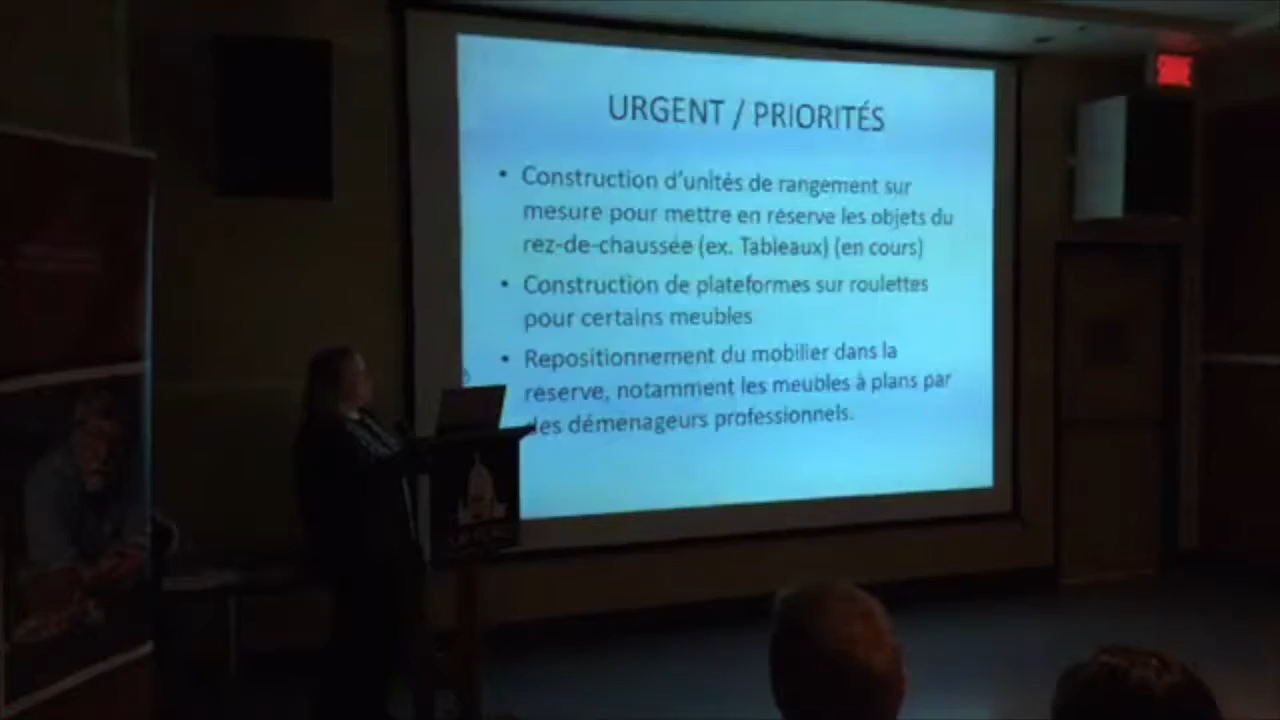 SORTIE
URGENT / PRIORITÉS
• Construction d'unités de rangement sur
mesure pour mettre en réserve les objets du
rez-de-chaussée (ex. Tableaux) (en cours)
• Construction de plateformes sur roulettes
pour certains meubles
• Repositionnement du mobilier dans la
réserve, notamment les meubles à plans par
des démenageurs professionnels.